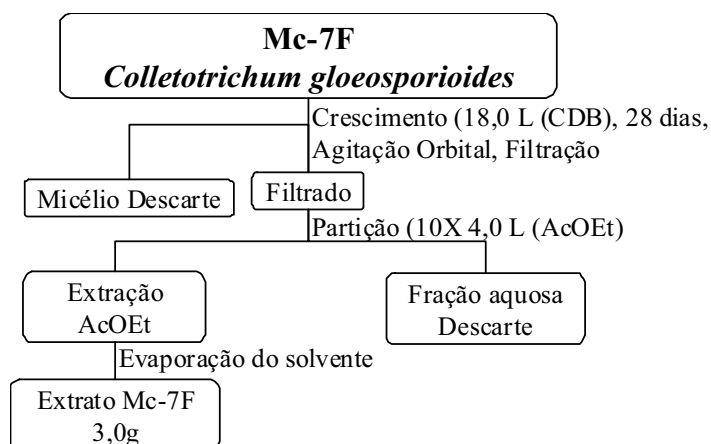 Mc-7F
Colletotrichum gloeosporioides
Crescimento (18,0 L (CDB), 28 dias,
Agitação Orbital, Filtração
Micélio Descarte
Filtrado
Partição (10X 4,0 L (AcOEt)
Extração
AcOEt
Fração aquosa
Descarte
Evaporação do solvente
Extrato Mc-7F
3,0g